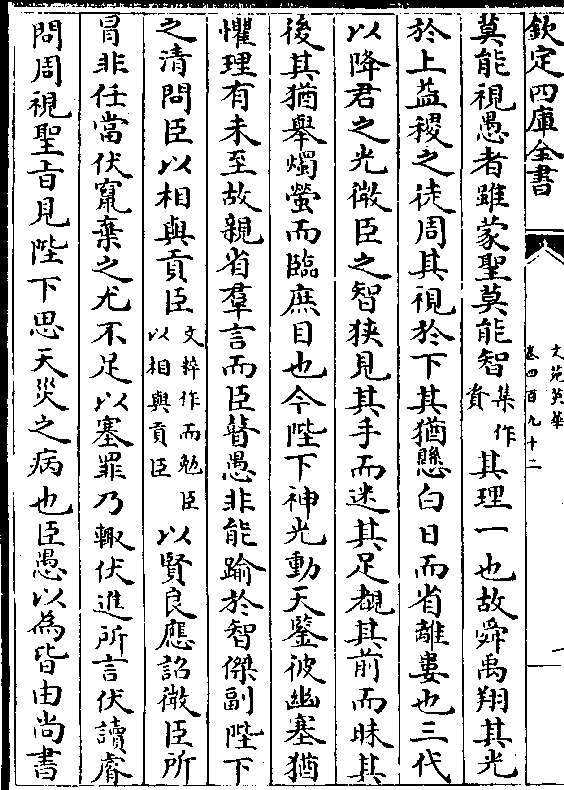 欽定四庫全書
文苑英華
卷四百九十二
莫能視愚者雖蒙聖莫能智集作責其理一也故舜禹翔其光
於上益稷之徒周其視於下其猶懸白日而省離婁也三代
以降君之光微臣之智狹見其手而迷其足覩其前而昧其
後其猶舉燭螢而臨庶目也今陛下神光動天鑒彼幽塞猶
懼理有未至故親省羣言而臣瞽愚非能踰於智傑副陛下
之清問臣以相與貢臣文粹作而勉臣以相與貢臣以賢良應詔微臣所
冒非任當伏竄棄之尤不足以塞罪乃輙伏進所言伏讀睿
問周視聖旨見陛下思天災之病也臣愚以為皆由尚書